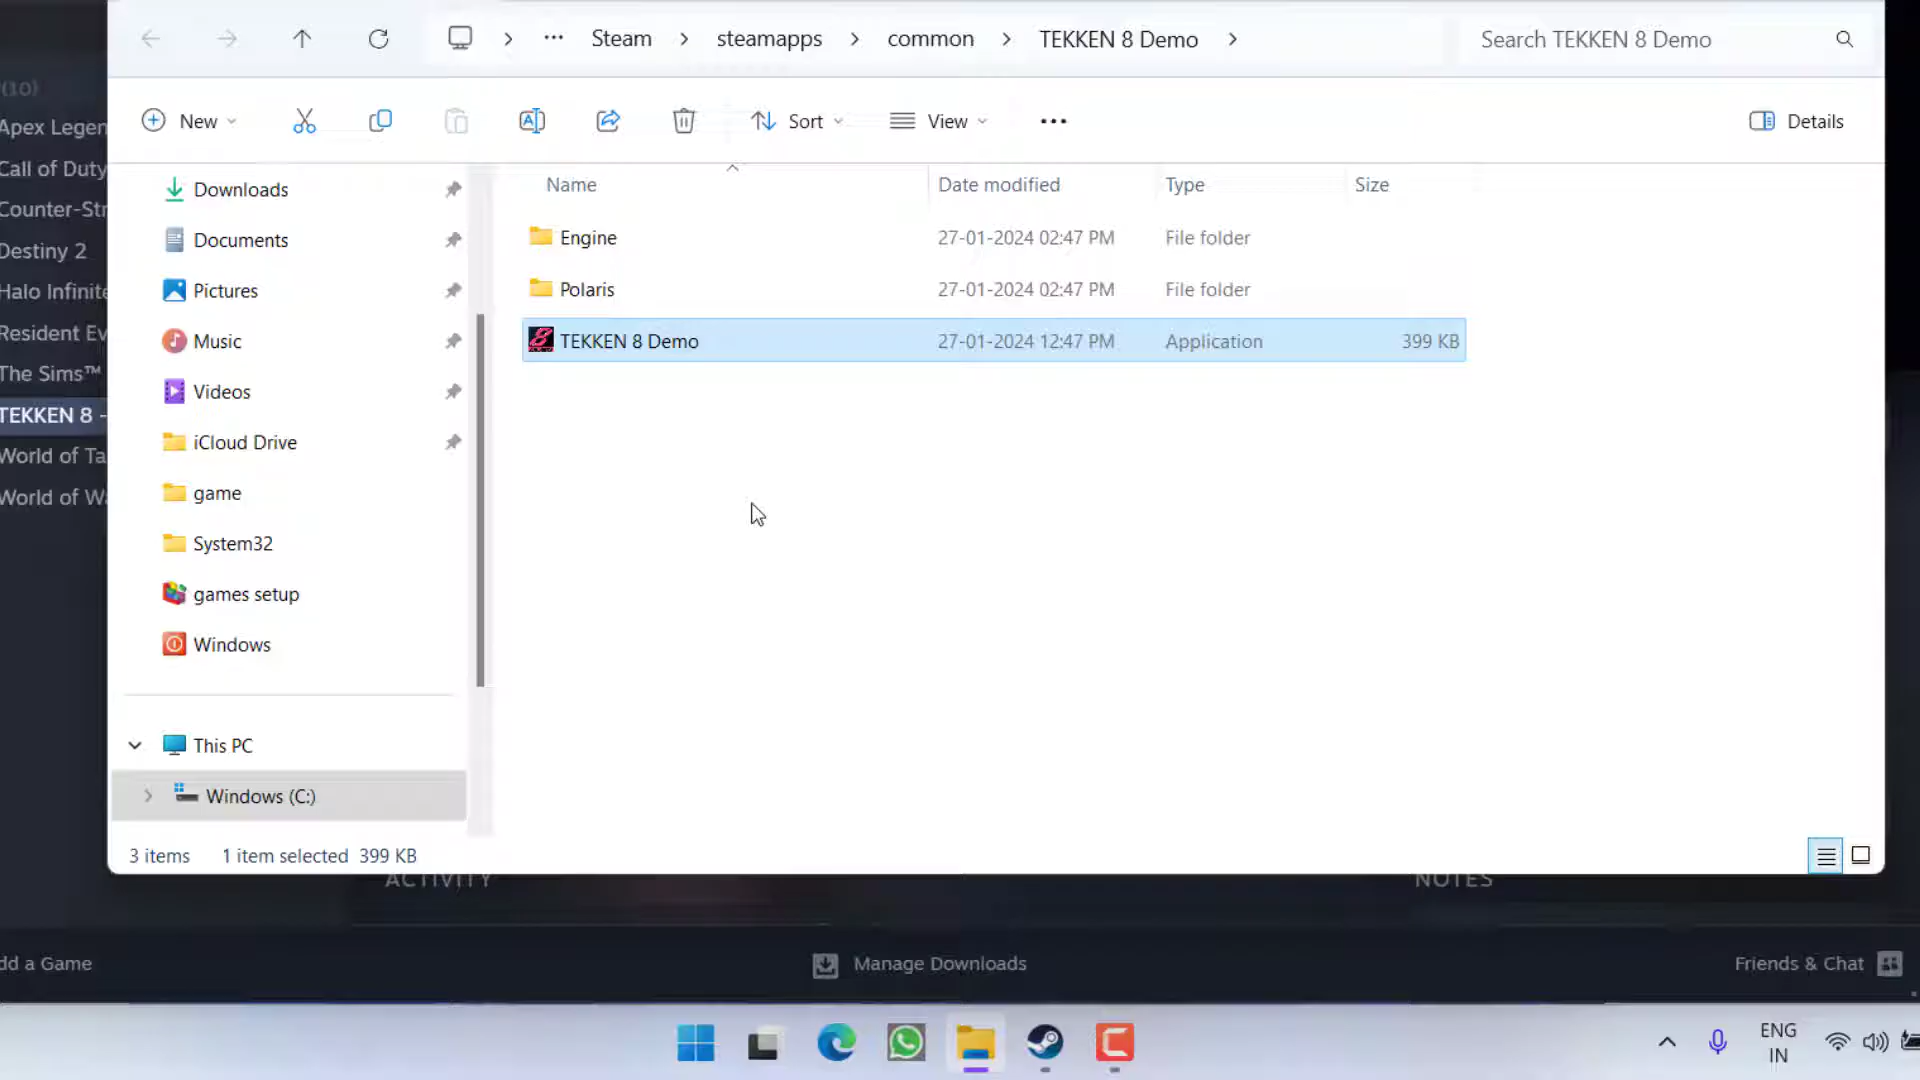 Steam
steamapps
common
TEKKEN 8 Demo
Search TEKKEN 8 Demo
New
Sort
View
Details
(10)
Apex Legen
Call of Duty
Counter-Str
Destiny 2
Halo Infinite
Resident Ev
The Sims™
TEKKEN 8 -
World of Ta
World of Wa
Downloads
Documents
Pictures
Music
Videos
iCloud Drive
game
System32
games setup
Windows
This PC
Windows (C:)
Name Date modified Type Size
Engine 27-01-2024 02:47 PM File folder
Polaris 27-01-2024 02:47 PM File folder
TEKKEN 8 Demo 27-01-2024 12:47 PM Application 399 KB
3 items 1 item selected 399 KB
ACTIVITY
NOTES
dd a Game
Manage Downloads
Friends & Chat
ENG
IN